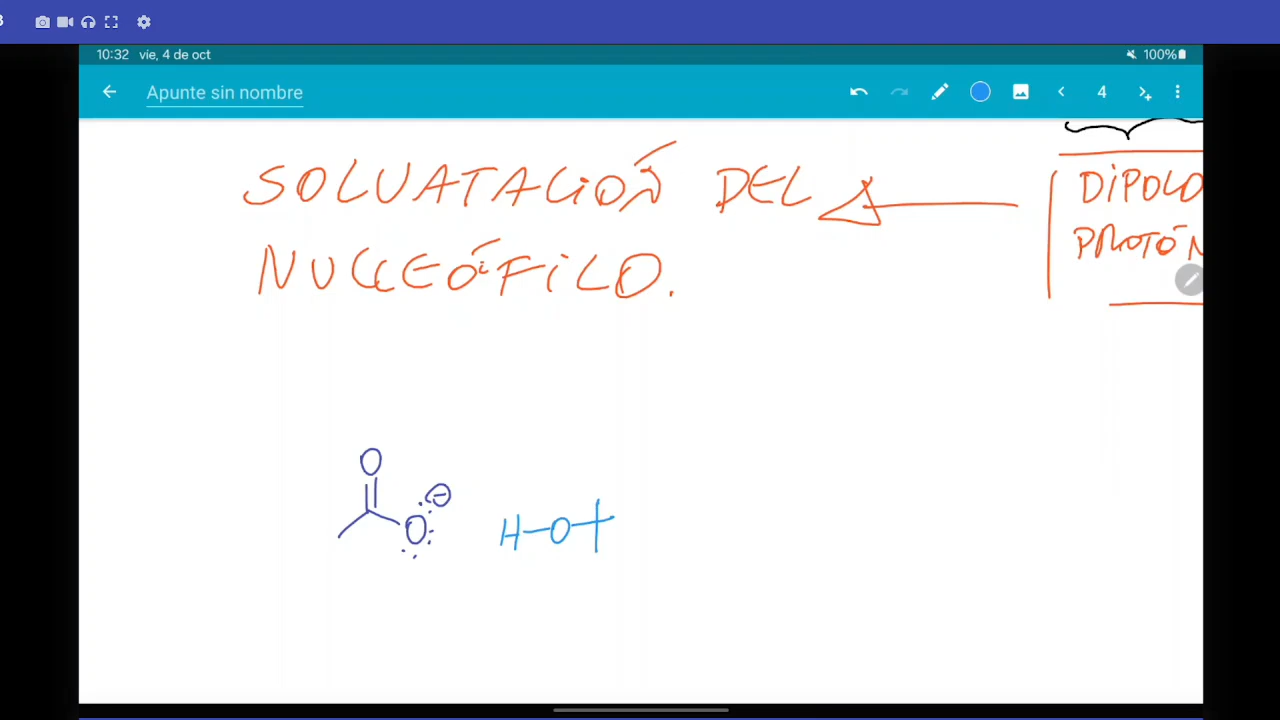 10:32 vie, 4 de oct
100%
Apunte sin nombre
4
SOLVATACIÓN DEL
NUCLEÓFILO.
DIPOLO
PROTÓN
O
O
H-O